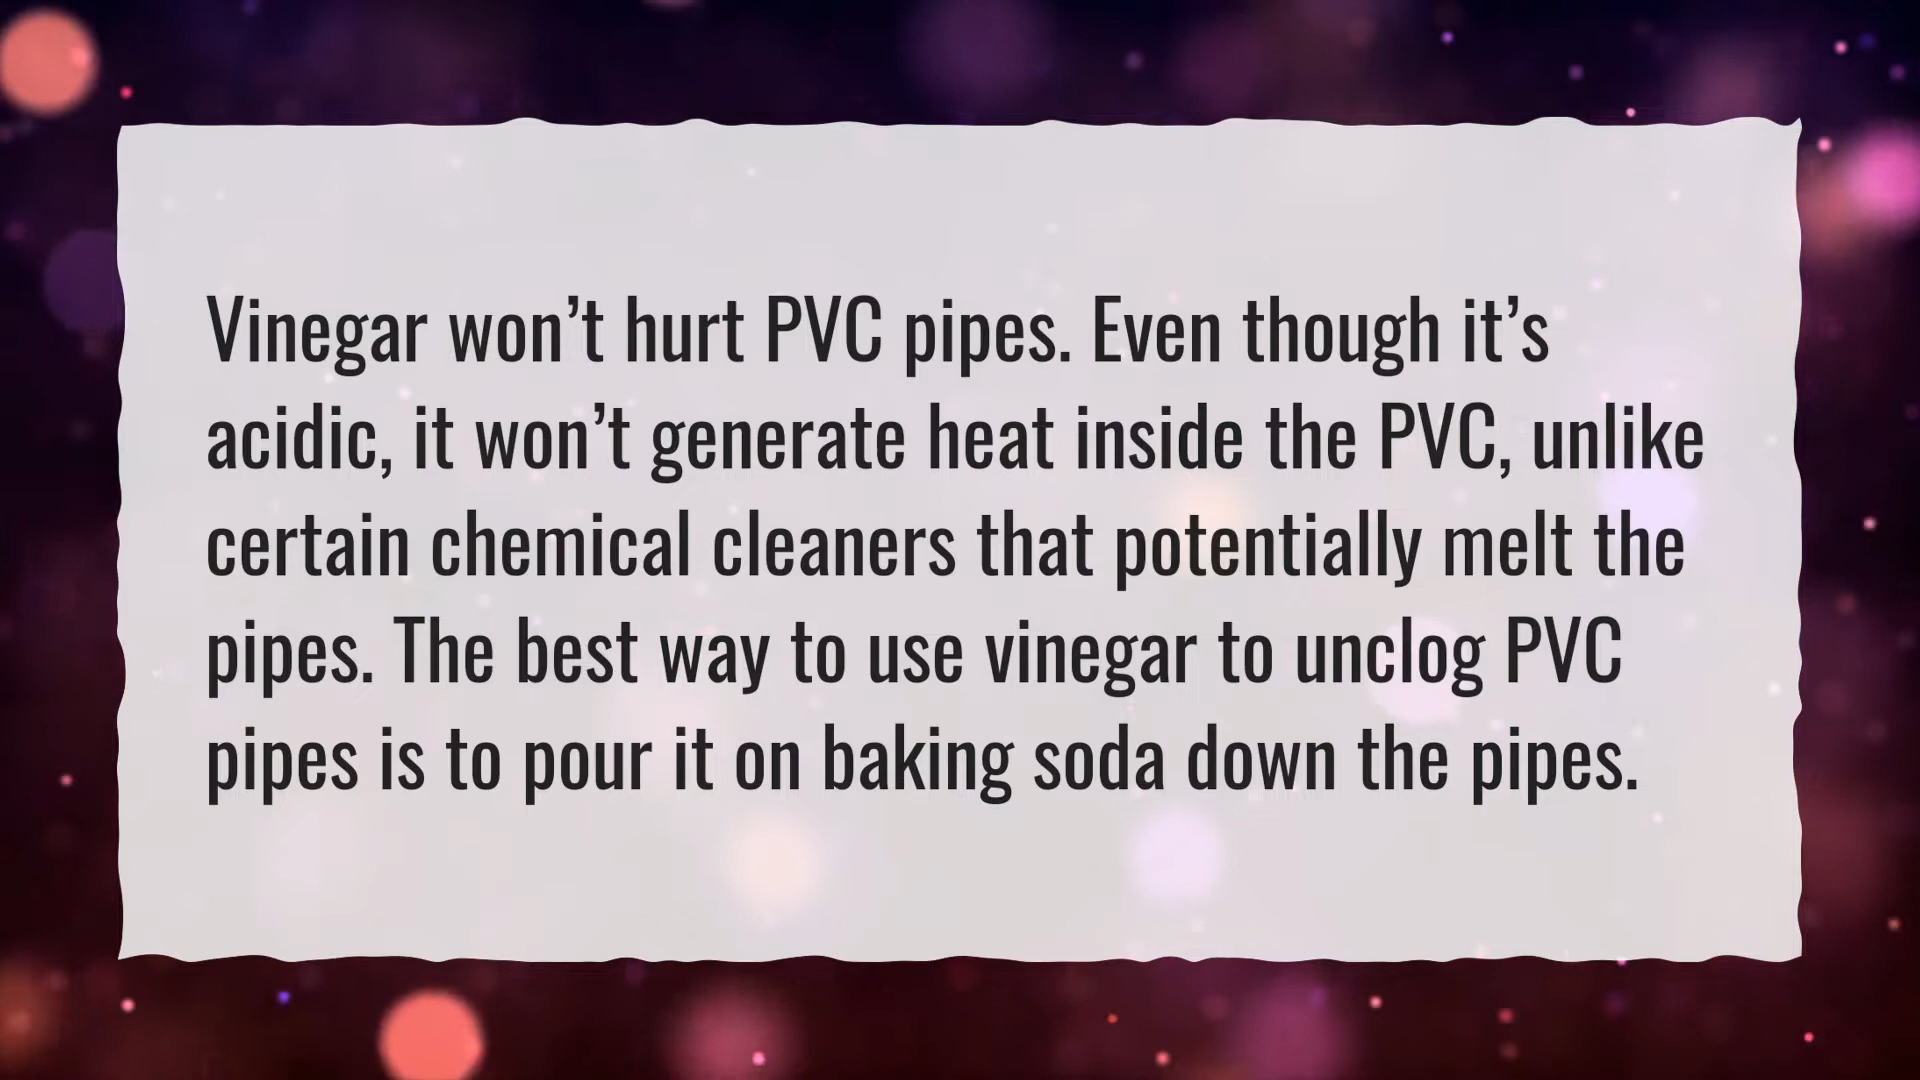 Vinegar won’t hurt PVC pipes. Even though it’s
acidic, it won’t generate heat inside the PVC, unlike
certain chemical cleaners that potentially melt the
pipes. The best way to use vinegar to unclog PVC
pipes is to pour it on baking soda down the pipes.